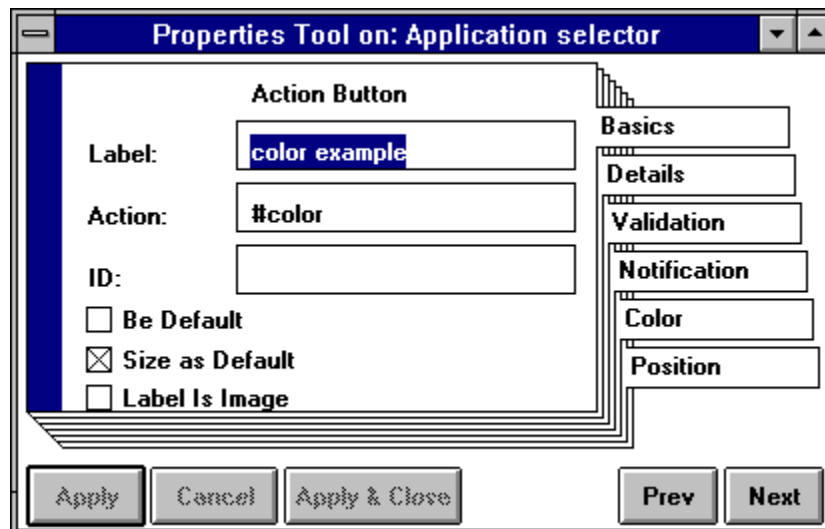 Properties Tool on: Application selector
Action Button
Label: color example
Action: #color
ID:
Be Default
Size as Default
Label Is Image
Basics
Details
Validation
Notification
Color
Position
Apply Cancel Apply & Close Prev Next